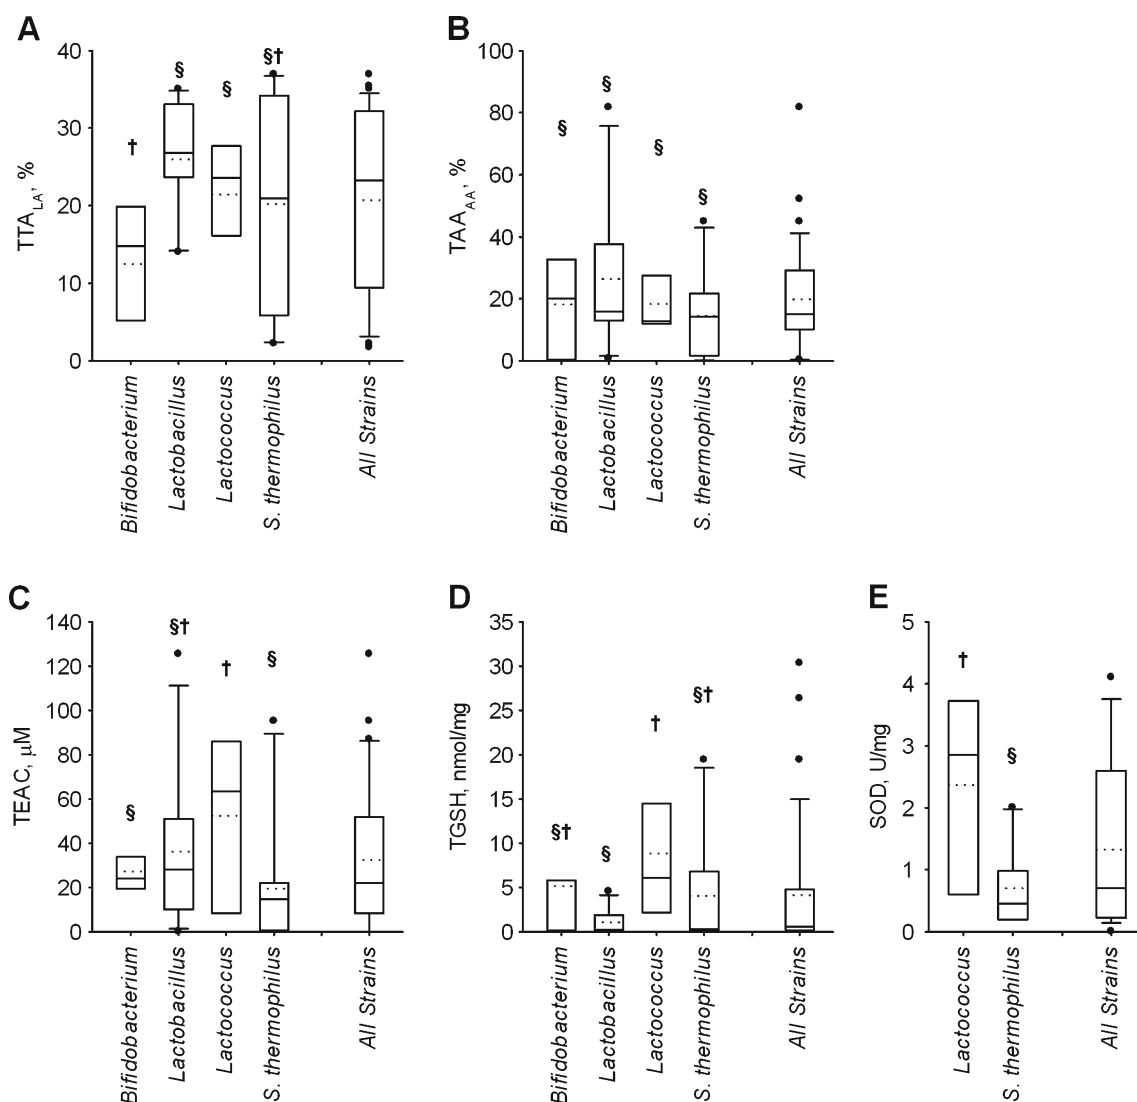 A
TTA_LA, %
40
30
20
10
0
†
§
§
§†
Bifidobacterium
Lactobacillus
Lactococcus
S. thermophilus
All Strains
B
TAA_AA, %
100
80
60
40
20
0
§
§
§
§
Bifidobacterium
Lactobacillus
Lactococcus
S. thermophilus
All Strains
C
TEAC, μM
140
120
100
80
60
40
20
0
§
§†
†
§
Bifidobacterium
Lactobacillus
Lactococcus
S. thermophilus
All Strains
D
TGSH, nmol/mg
35
30
25
20
15
10
5
0
§†
§
†
§†
Bifidobacterium
Lactobacillus
Lactococcus
S. thermophilus
All Strains
E
SOD, U/mg
5
4
3
2
1
0
†
§
Lactococcus
S. thermophilus
All Strains